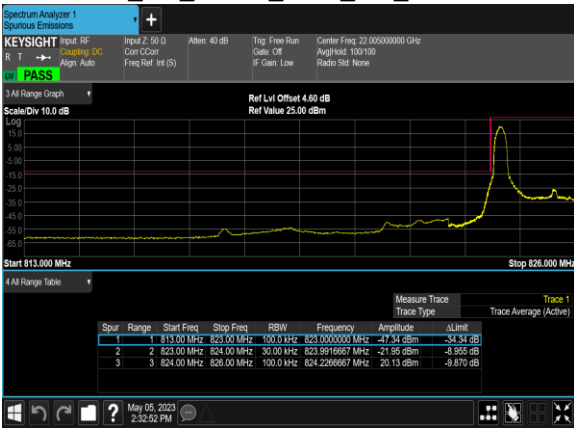 Spectrum Analyzer 1
Spurious Emissions
KEYSIGHT
R T
PASS
Input: RF
Coupling: DC
Align: Auto
Input Z: 50 Ω
Corr CCorr
Freq Ref: Int (S)
Atten: 40 dB
Trig: Free Run
Gate: Off
IF Gain: Low
Center Freq: 22.005000000 GHz
Avg|Hold: 100/100
Radio Std: None
3 All Range Graph
Scale/Div 10.0 dB
Ref Lvl Offset 4.60 dB
Ref Value 25.00 dBm
Log
15.0
5.00
-5.00
-15.0
-25.0
-35.0
-45.0
-55.0
-65.0
Start 813.000 MHz
Stop 826.000 MHz
4 All Range Table
Measure Trace Trace 1
Trace Type Trace Average (Active)
Spur Range Start Freq Stop Freq RBW Frequency Amplitude ΔLimit
1 1 813.00 MHz 823.00 MHz 100.0 kHz 823.0000000 MHz -47.34 dBm -34.34 dB
2 2 823.00 MHz 824.00 MHz 30.00 kHz 823.9916667 MHz -21.95 dBm -8.955 dB
3 3 824.00 MHz 826.00 MHz 100.0 kHz 824.2266667 MHz 20.13 dBm -9.870 dB
May 05, 2023
2:32:52 PM